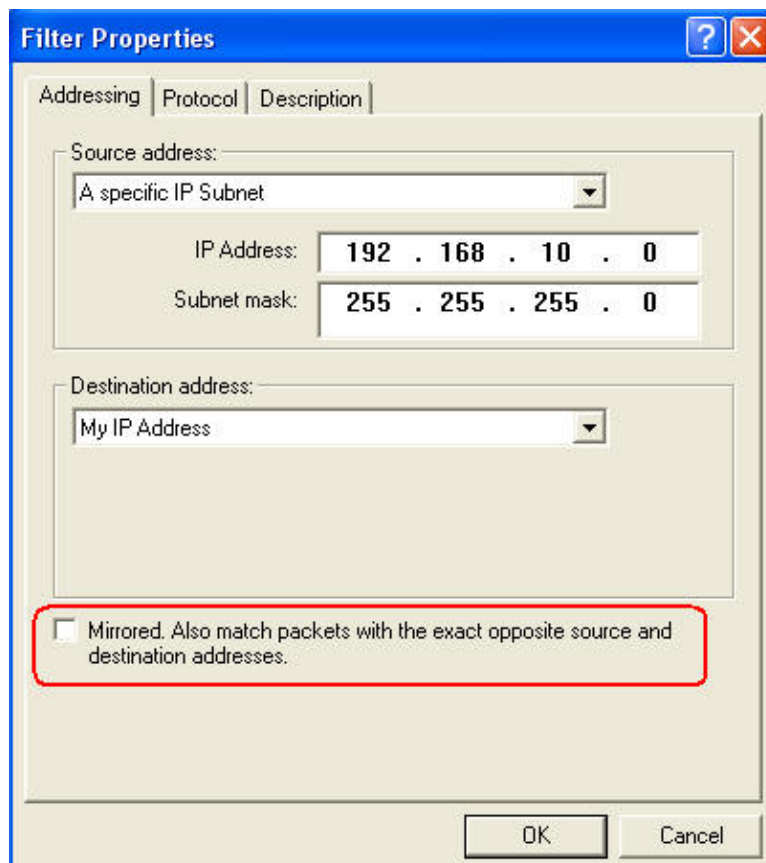 Filter Properties
Addressing Protocol Description
Source address:
A specific IP Subnet
IP Address: 192 . 168 . 10 . 0
Subnet mask: 255 . 255 . 255 . 0
Destination address:
My IP Address
Mirrored. Also match packets with the exact opposite source and
destination addresses.
OK Cancel